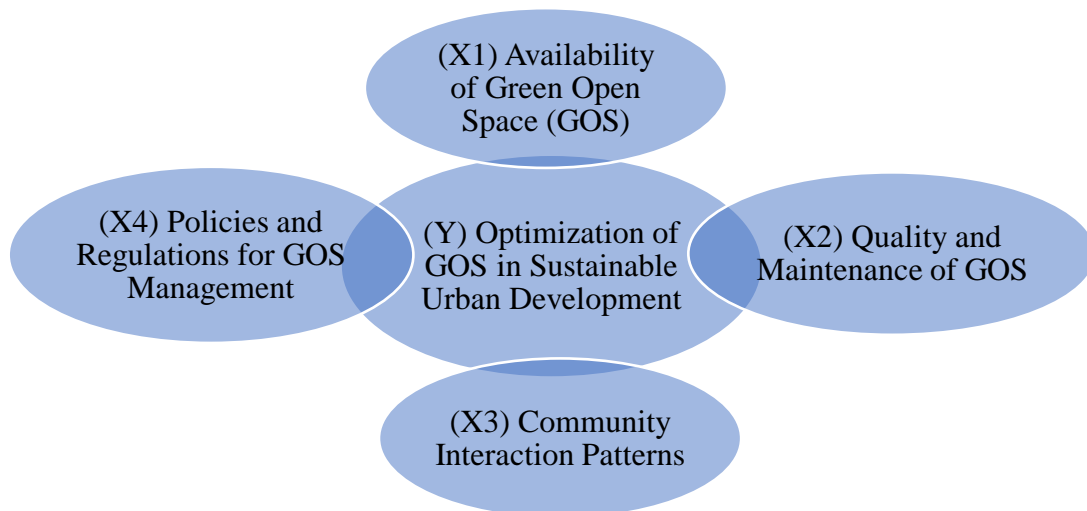 (X1) Availability
of Green Open
Space (GOS)
(X4) Policies and
Regulations for GOS
Management
(Y) Optimization of
GOS in Sustainable
Urban Development
(X2) Quality and
Maintenance of GOS
(X3) Community
Interaction Patterns